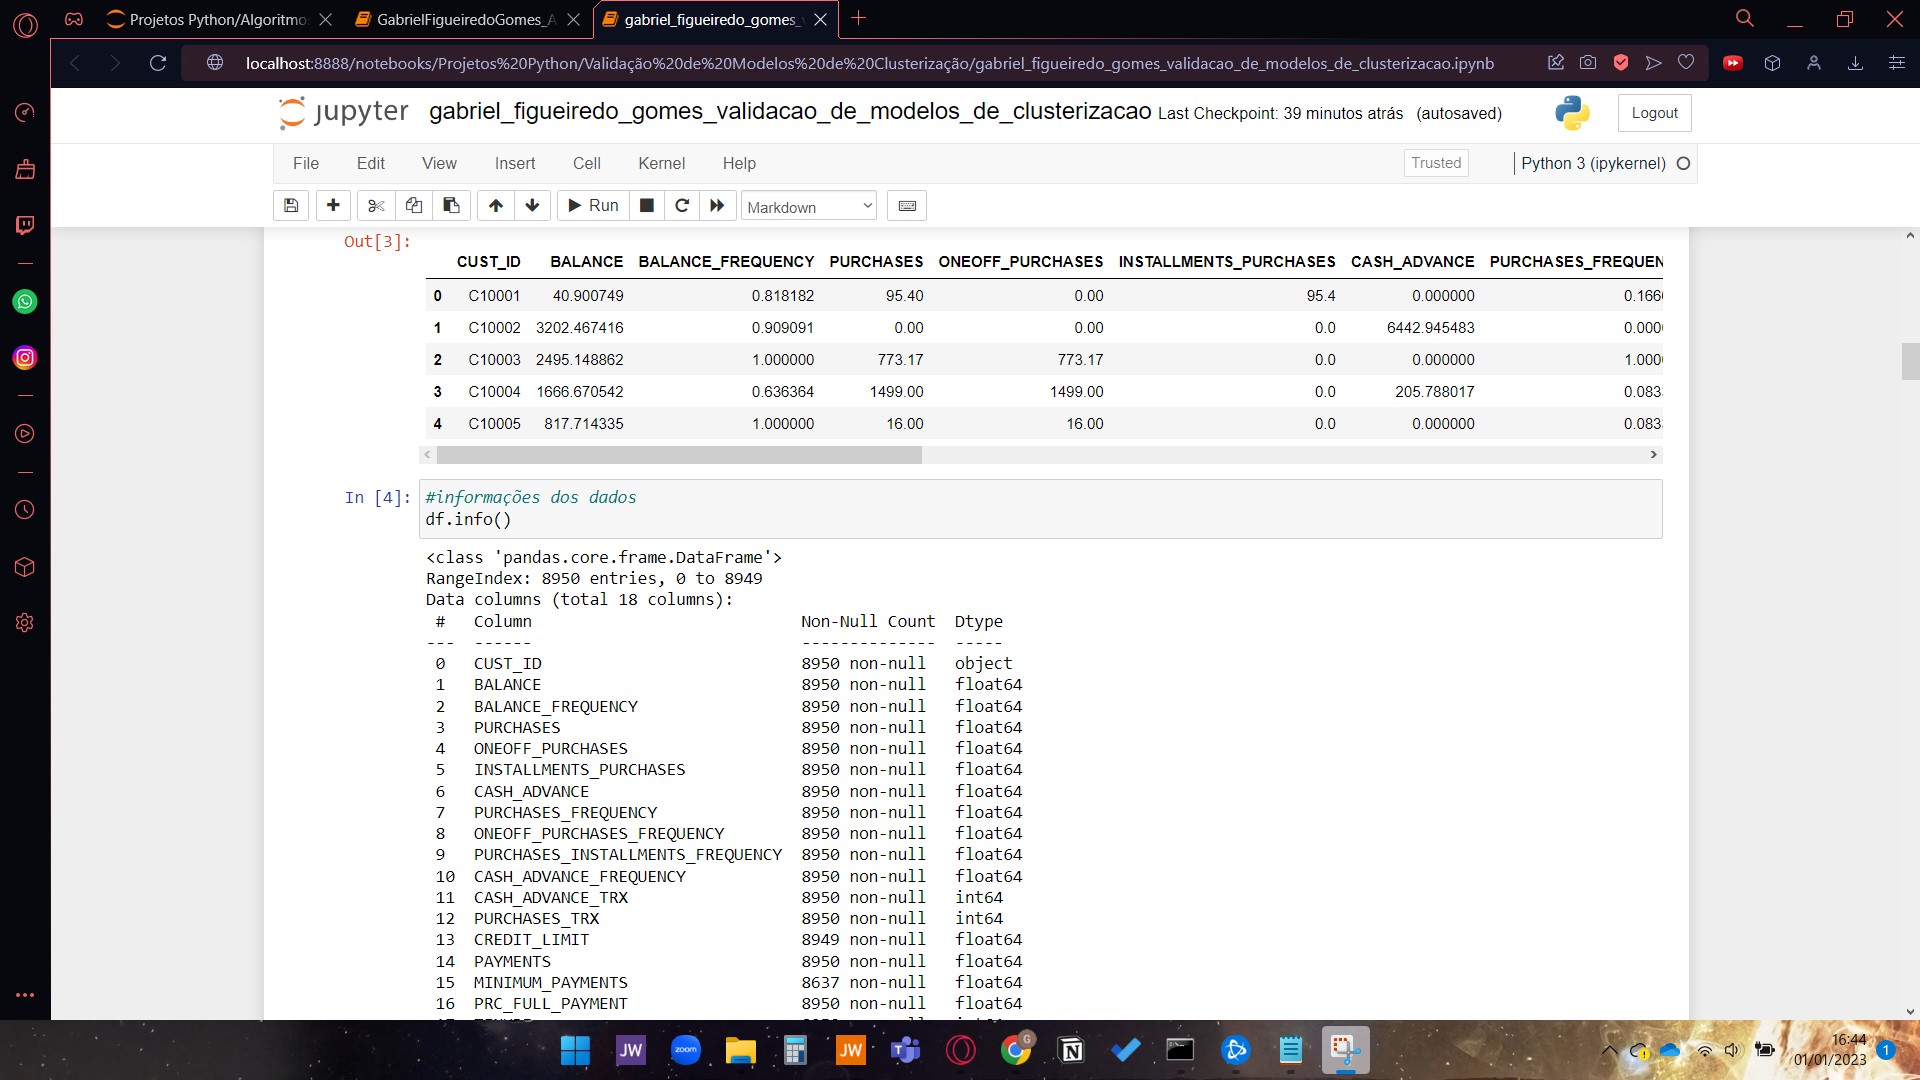 Projetos Python/Algoritmo
GabrielFigueiredoGomes_A
gabriel_figueiredo_gomes_
localhost:8888/notebooks/Projetos%20Python/Validação%20de%20Modelos%20de%20Clusterização/gabriel_figueiredo_gomes_validacao_de_modelos_de_clusterizacao.ipynb
jupyter gabriel_figueiredo_gomes_validacao_de_modelos_de_clusterizacao Last Checkpoint: 39 minutos atrás (autosaved)
Logout
File Edit View Insert Cell Kernel Help
Trusted
Python 3 (ipykernel)
Run
Markdown
Out[3]:
CUST_ID BALANCE BALANCE_FREQUENCY PURCHASES ONEOFF_PURCHASES INSTALLMENTS_PURCHASES CASH_ADVANCE PURCHASES_FREQUEN
0 C10001 40.900749 0.818182 95.40 0.00 95.4 0.000000 0.166
1 C10002 3202.467416 0.909091 0.00 0.00 0.0 6442.945483 0.000
2 C10003 2495.148862 1.000000 773.17 773.17 0.0 0.000000 1.000
3 C10004 1666.670542 0.636364 1499.00 1499.00 0.0 205.788017 0.083
4 C10005 817.714335 1.000000 16.00 16.00 0.0 0.000000 0.083
In [4]: #informações dos dados
df.info()
<class 'pandas.core.frame.DataFrame'>
RangeIndex: 8950 entries, 0 to 8949
Data columns (total 18 columns):
# Column Non-Null Count Dtype
--- ------ -------------- -----
0 CUST_ID 8950 non-null object
1 BALANCE 8950 non-null float64
2 BALANCE_FREQUENCY 8950 non-null float64
3 PURCHASES 8950 non-null float64
4 ONEOFF_PURCHASES 8950 non-null float64
5 INSTALLMENTS_PURCHASES 8950 non-null float64
6 CASH_ADVANCE 8950 non-null float64
7 PURCHASES_FREQUENCY 8950 non-null float64
8 ONEOFF_PURCHASES_FREQUENCY 8950 non-null float64
9 PURCHASES_INSTALLMENTS_FREQUENCY 8950 non-null float64
10 CASH_ADVANCE_FREQUENCY 8950 non-null float64
11 CASH_ADVANCE_TRX 8950 non-null int64
12 PURCHASES_TRX 8950 non-null int64
13 CREDIT_LIMIT 8949 non-null float64
14 PAYMENTS 8950 non-null float64
15 MINIMUM_PAYMENTS 8637 non-null float64
16 PRC_FULL_PAYMENT 8950 non-null float64
JW
zoom
JW
G
16:44
01/01/2023
1